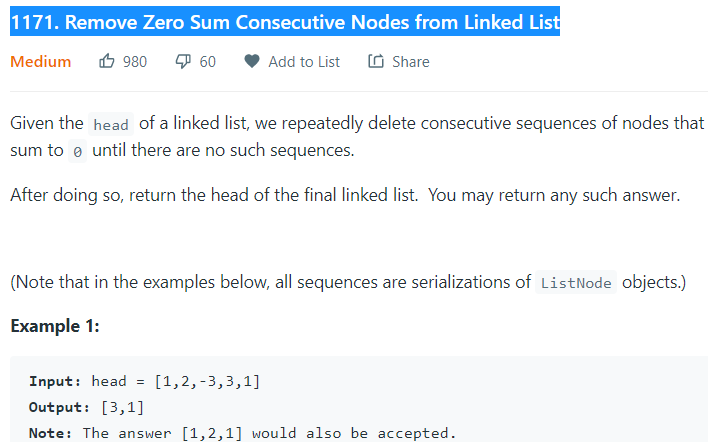 1171. Remove Zero Sum Consecutive Nodes from Linked List
Medium 980 60 Add to List Share
Given the head of a linked list, we repeatedly delete consecutive sequences of nodes that
sum to 0 until there are no such sequences.
After doing so, return the head of the final linked list. You may return any such answer.
(Note that in the examples below, all sequences are serializations of ListNode objects.)
Example 1:
Input: head = [1,2,-3,3,1]
Output: [3,1]
Note: The answer [1,2,1] would also be accepted.